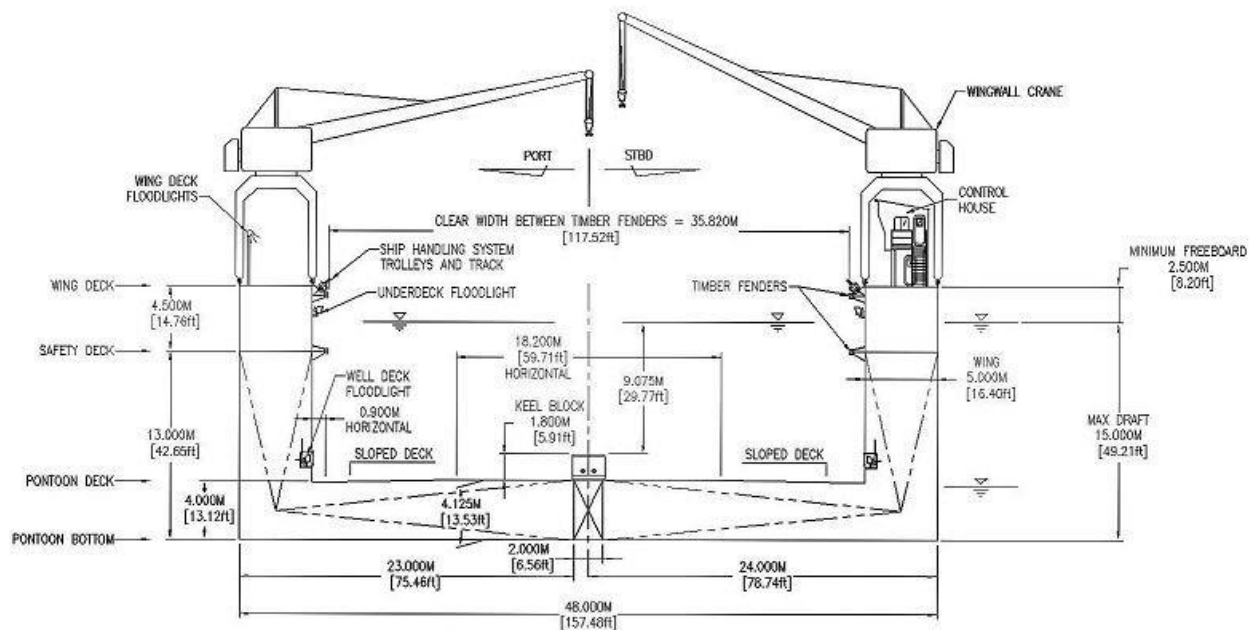 WINGWALL CRANE
PORT
STBD
WING DECK
FLOODLIGHTS
CONTROL
HOUSE
CLEAR WIDTH BETWEEN TIMBER FENDERS = 35.820M
[117.52ft]
SHIP HANDLING SYSTEM
TROLLEYS AND TRACK
MINIMUM FREEBOARD
2.500M
[8.20ft]
WING DECK
UNDERDECK FLOODLIGHT
TIMBER FENDERS
4.500M
[14.76ft]
SAFETY DECK
18.200M
[59.71ft]
HORIZONTAL
9.075M
[29.77ft]
WING
5.000M
[16.40ft]
WELL DECK
FLOODLIGHT
0.900M
HORIZONTAL
KEEL BLOCK
1.800M
[5.91ft]
MAX DRAFT
15.000M
[49.21ft]
13.000M
[42.65ft]
SLOPED DECK
SLOPED DECK
PONTOON DECK
4.000M
[13.12ft]
4.125M
[13.53ft]
PONTOON BOTTOM
2.000M
[6.56ft]
23.000M
[75.46ft]
24.000M
[78.74ft]
48.000M
[157.48ft]